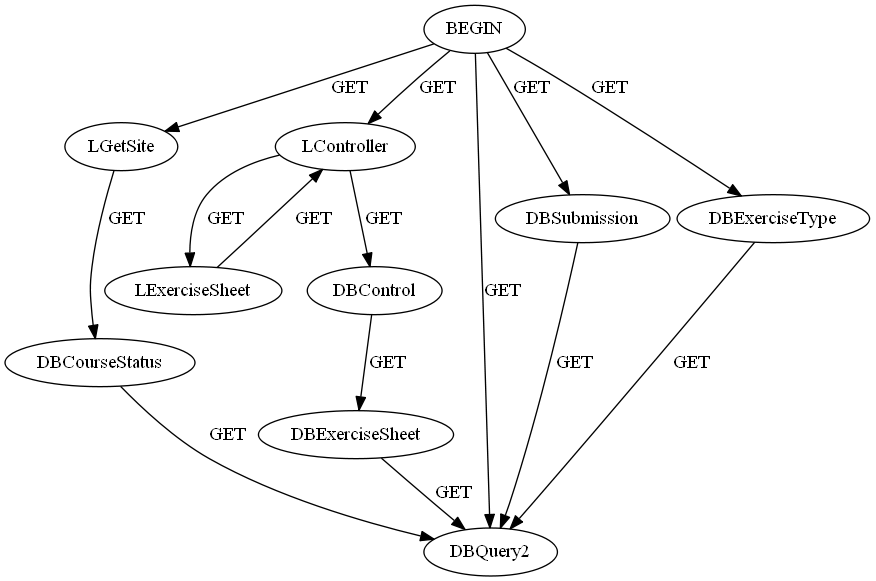 BEGIN
GET
GET
GET
GET
LGetSite
LController
GET
GET
GET
GET
DBSubmission
DBExerciseType
LExerciseSheet
DBControl
GET
DBCourseStatus
GET
GET
GET
GET
DBExerciseSheet
GET
DBQuery2